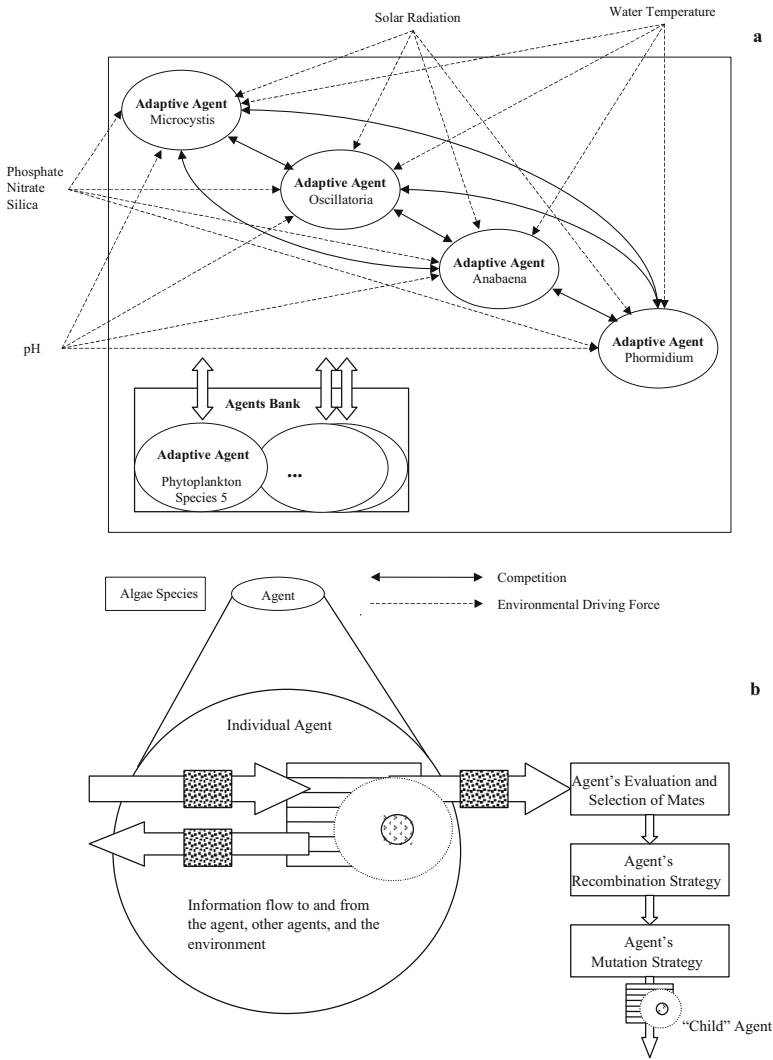 Solar Radiation
Water Temperature
a
Adaptive Agent
Microcystis
Phosphate
Nitrate
Silica
Adaptive Agent
Oscillatoria
Adaptive Agent
Anabaena
pH
Adaptive Agent
Phormidium
Agents Bank
Adaptive Agent
Phytoplankton
Species 5
...
Algae Species
Agent
Competition
Environmental Driving Force
b
Individual Agent
Agent's Evaluation and
Selection of Mates
Agent's
Recombination Strategy
Information flow to and from
the agent, other agents, and the
environment
Agent's
Mutation Strategy
"Child" Agent